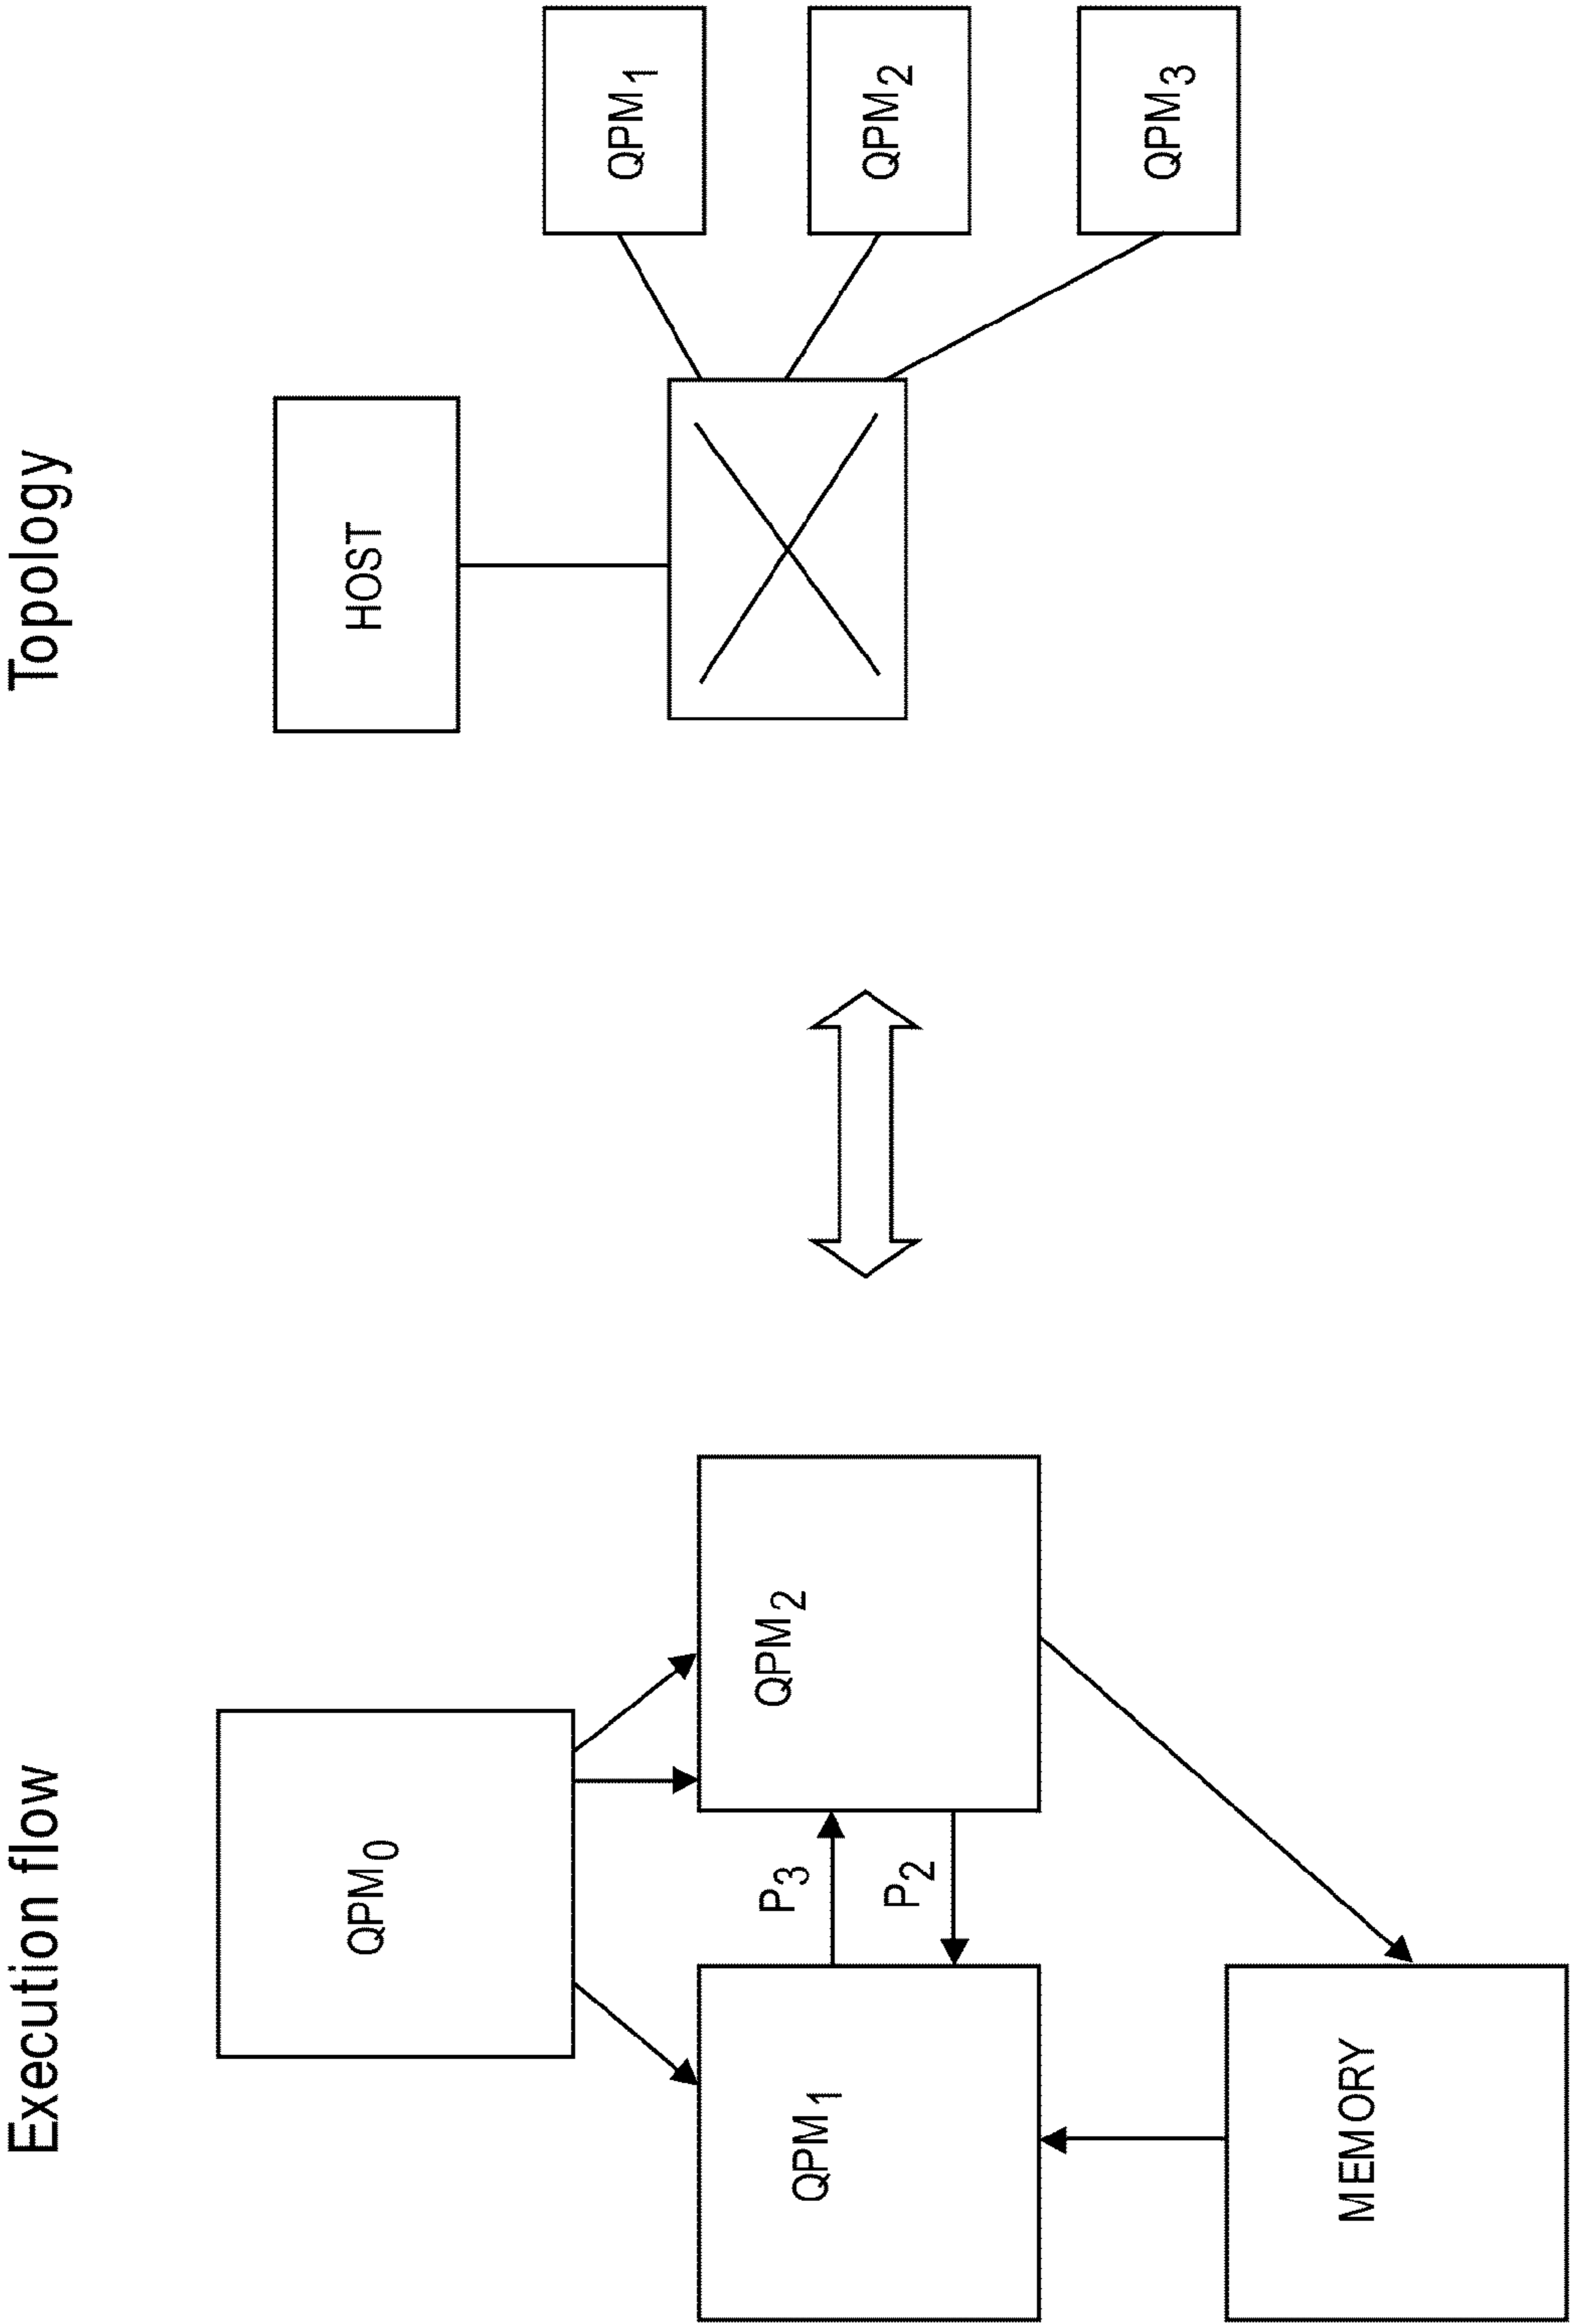 Execution flow
QPM0
QPM1
P3
P2
QPM2
MEMORY
Topology
HOST
QPM1
QPM2
QPM3